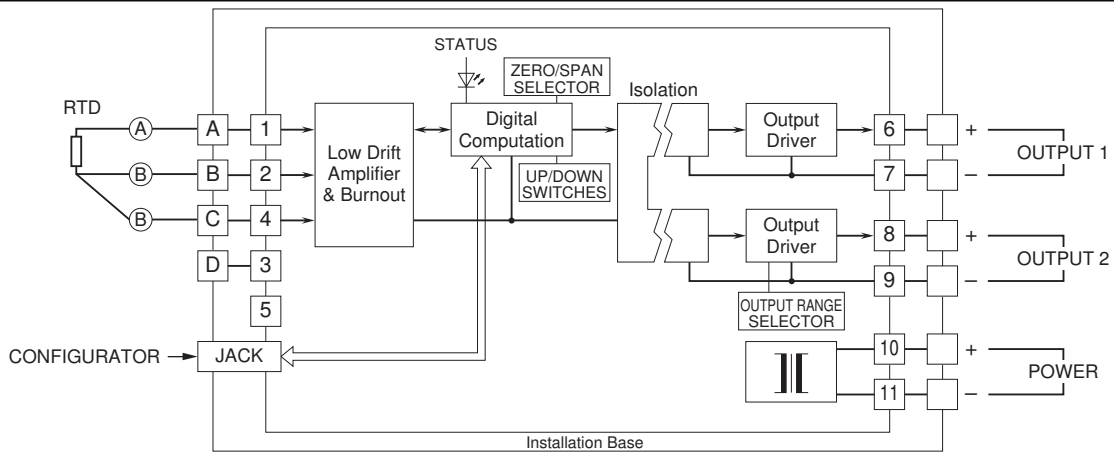 STATUS
ZERO/SPAN
SELECTOR
Isolation
RTD
A
A
1
B
B
2
B
C
4
D
3
5
Low Drift
Amplifier
& Burnout
Digital
Computation
UP/DOWN
SWITCHES
Output
Driver
6
+
7
–
OUTPUT 1
Output
Driver
8
+
9
–
OUTPUT 2
OUTPUT RANGE
SELECTOR
10
+
11
–
POWER
CONFIGURATOR
JACK
Installation Base